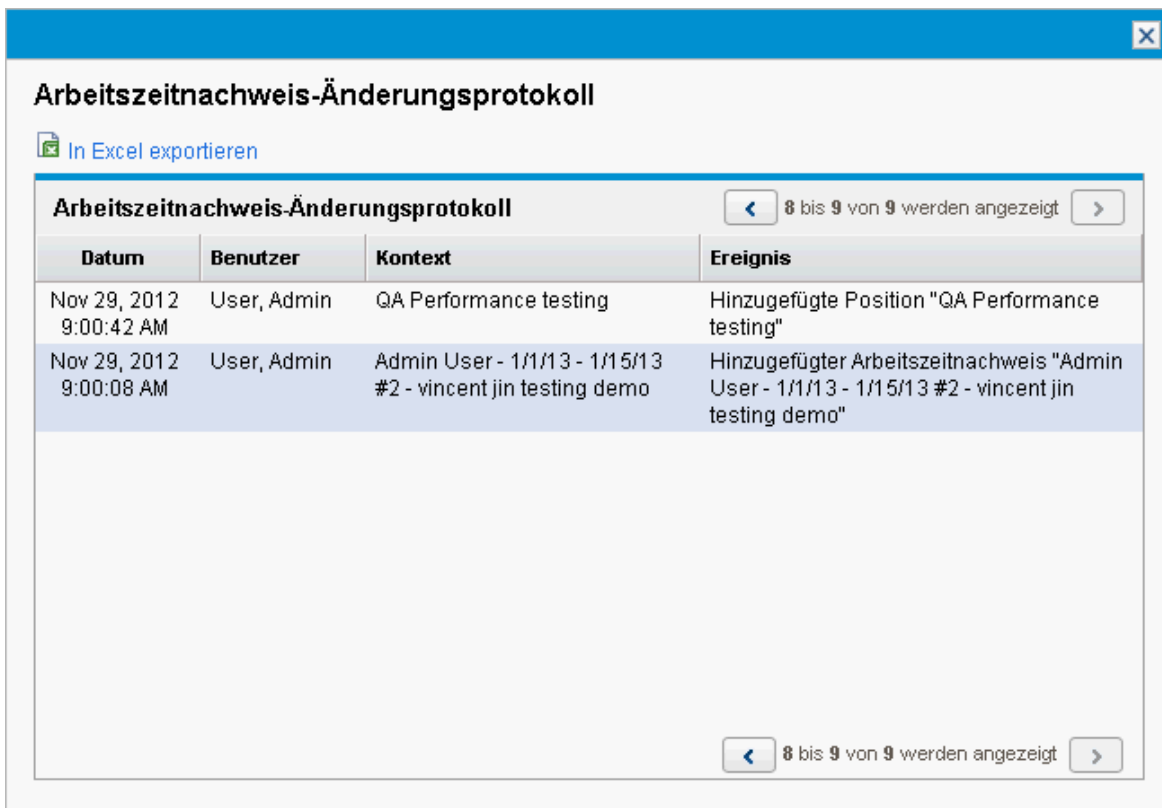 Arbeitszeitnachweis-Änderungsprotokoll
In Excel exportieren
Arbeitszeitnachweis-Änderungsprotokoll 8 bis 9 von 9 werden angezeigt
Datum Benutzer Kontext Ereignis
Nov 29, 2012 User, Admin QA Performance testing Hinzugefügte Position "QA Performance
9:00:42 AM testing"
Nov 29, 2012 User, Admin Admin User - 1/1/13 - 1/15/13 Hinzugefügter Arbeitszeitnachweis "Admin
9:00:08 AM #2 - vincent jin testing demo User - 1/1/13 - 1/15/13 #2 - vincent jin
testing demo"
8 bis 9 von 9 werden angezeigt